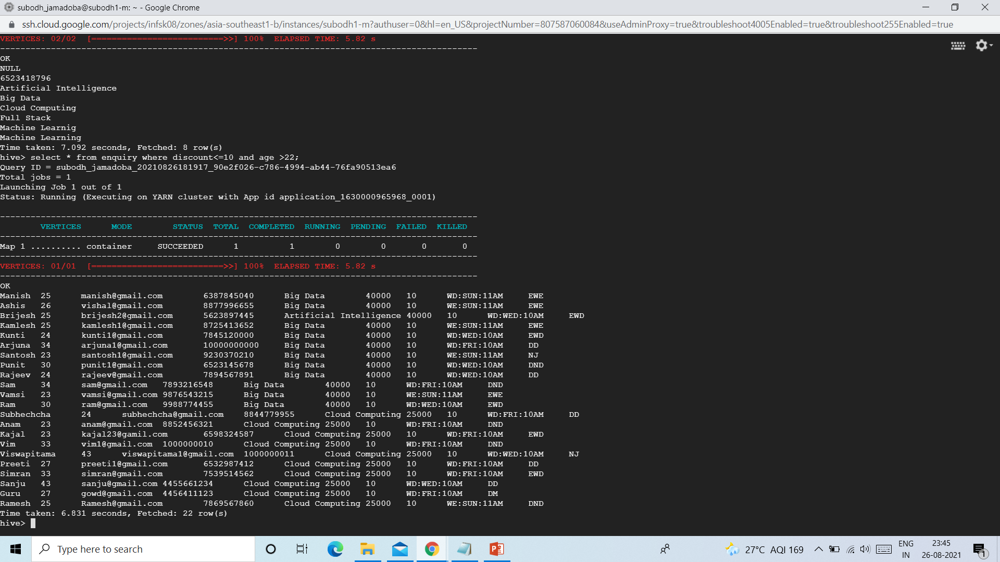 subodh_jamadoba@subodh1-m: ~ - Google Chrome
ssh.cloud.google.com/projects/infsk08/zones/asia-southeast1-b/instances/subodh1-m?authuser=0&hl=en_US&projectNumber=807587060084&useAdminProxy=true&troubleshoot4005Enabled=true&troubleshoot255Enabled=true
VERTICES: 02/02  [==========================>>] 100%  ELAPSED TIME: 5.82 s
----------------------------------------------------------------------------------------------
OK
NULL
6523418796
Artificial Intelligence
Big Data
Cloud Computing
Full Stack
Machine Learnig
Machine Learning
Time taken: 7.092 seconds, Fetched: 8 row(s)
hive> select * from enquiry where discount<=10 and age >22;
Query ID = subodh_jamadoba_20210826181917_90e2f026-c786-4994-ab44-76fa90513ea6
Total jobs = 1
Launching Job 1 out of 1
Status: Running (Executing on YARN cluster with App id application_1630000965968_0001)
----------------------------------------------------------------------------------------------
VERTICES MODE STATUS TOTAL COMPLETED RUNNING PENDING FAILED KILLED
----------------------------------------------------------------------------------------------
Map 1 .......... container SUCCEEDED 1 1 0 0 0 0
----------------------------------------------------------------------------------------------
VERTICES: 01/01  [==========================>>] 100%  ELAPSED TIME: 5.82 s
----------------------------------------------------------------------------------------------
OK
Manish 25 manish@gmail.com 6387845040 Big Data 40000 10 WD:SUN:11AM EWE
Ashis 26 vishal@gmail.com 8877996655 Big Data 40000 10 WE:SUN:11AM EWE
Brijesh 25 brijesh2@gmail.com 5623897445 Artificial Intelligence 40000 10 WD:WED:10AM EWD
Kamlesh 25 kamlesh1@gmail.com 8725413652 Big Data 40000 10 WE:SUN:11AM EWE
Kunti 24 kunti1@gmail.com 7845120000 Big Data 40000 10 WD:WED:10AM EWD
Arjuna 34 arjuna1@gmail.com 10000000000 Big Data 40000 10 WD:FRI:10AM DD
Santosh 23 santosh1@gmail.com 9230370210 Big Data 40000 10 WE:SUN:11AM NJ
Punit 30 punit1@gmail.com 6523145678 Big Data 40000 10 WD:WED:10AM DND
Rajeev 24 rajeev@gmail.com 7894567891 Big Data 40000 10 WD:WED:10AM DD
Sam 34 sam@gmail.com 7893216548 Big Data 40000 10 WD:FRI:10AM DND
Vamsi 23 vamsi@gmail.com 9876543215 Big Data 40000 10 WE:SUN:11AM EWE
Ram 30 ram@gmail.com 9988774455 Big Data 40000 10 WD:WED:10AM EWD
Subhechcha 24 subhechcha@gmail.com 8844779955 Cloud Computing 25000 10 WD:FRI:10AM DD
Anam 23 anam@gmail.com 8852456321 Cloud Computing 25000 10 WD:FRI:10AM DND
Kajal 23 kajal23@gamil.com 6598324587 Cloud Computing 25000 10 WD:FRI:10AM EWD
Vim 33 vim1@gmail.com 1000000010 Cloud Computing 25000 10 WD:FRI:10AM DND
Viswapitama 43 viswapitama1@gmail.com 1000000011 Cloud Computing 25000 10 WD:WED:10AM NJ
Preeti 27 preeti1@gmail.com 6532987412 Cloud Computing 25000 10 WD:FRI:10AM DD
Simran 33 simran@gmail.com 7539514562 Cloud Computing 25000 10 WD:FRI:10AM EWD
Sanju 43 sanju@gmail.com 4455661234 Cloud Computing 25000 10 WD:WED:10AM DD
Guru 27 gowd@gmail.com 4456411123 Cloud Computing 25000 10 WD:FRI:10AM DM
Ramesh 25 Ramesh@gmail.com 7869567860 Cloud Computing 25000 10 WE:SUN:11AM DND
Time taken: 6.831 seconds, Fetched: 22 row(s)
hive>
Type here to search
27°C AQI 169
ENG
IN
23:45
26-08-2021
1